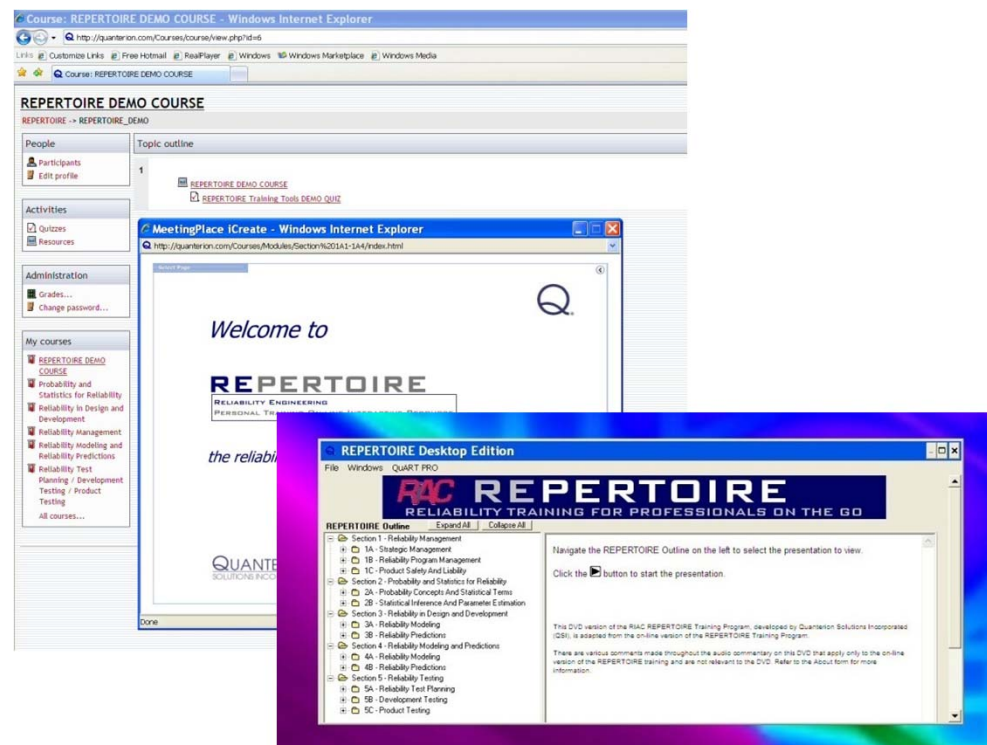 Course: REPERTOIRE DEMO COURSE - Windows Internet Explorer
http://quanterion.com/Courses/course/view.php?id=6
Links Customize Links Free Hotmail RealPlayer Windows Windows Marketplace Windows Media
Course: REPERTOIRE DEMO COURSE
REPERTOIRE DEMO COURSE
REPERTOIRE -> REPERTOIRE_DEMO
People
Participants
Edit profile
Activities
Quizzes
Resources
Administration
Grades...
Change password...
My courses
REPERTOIRE DEMO
COURSE
Probability and
Statistics for Reliability
Reliability in Design and
Development
Reliability Management
Reliability Modeling and
Reliability Predictions
Reliability Test
Planning / Development
Testing / Product
Testing
All courses...
Topic outline
1
REPERTOIRE DEMO COURSE
REPERTOIRE Training Tools DEMO QUIZ
MeetingPlace iCreate - Windows Internet Explorer
http://quanterion.com/Courses/Modules/Section%201A1-1A4/index.html
Select Page
Q
Welcome to
REPERTOIRE
RELIABILITY ENGINEERING
PERSONAL TRAINING ONLINE INTERACTIVE RESOURCE
the reliabi
QUANTE
SOLUTIONS INCO
Done
REPERTOIRE Desktop Edition
File Windows QuART PRO
RAC REPERTOIRE
RELIABILITY TRAINING FOR PROFESSIONALS ON THE GO
REPERTOIRE Outline Expand All Collapse All
Section 1 - Reliability Management
1A - Strategic Management
1B - Reliability Program Management
1C - Product Safety And Liability
Section 2 - Probability and Statistics for Reliability
2A - Probability Concepts And Statistical Terms
2B - Statistical Inference And Parameter Estimation
Section 3 - Reliability in Design and Development
3A - Reliability Modeling
3B - Reliability Predictions
Section 4 - Reliability Modeling and Predictions
4A - Reliability Modeling
4B - Reliability Predictions
Section 5 - Reliability Testing
5A - Reliability Test Planning
5B - Development Testing
5C - Product Testing
Navigate the REPERTOIRE Outline on the left to select the presentation to view.
Click the button to start the presentation.
This DVD version of the RIAC REPERTOIRE Training Program, developed by Quanterion Solutions Incorporated
(QSI), is adapted from the on-line version of the REPERTOIRE Training Program.
There are various comments made throughout the audio commentary on this DVD that apply only to the on-line
version of the REPERTOIRE training and are not relevant to the DVD. Refer to the About form for more
information.